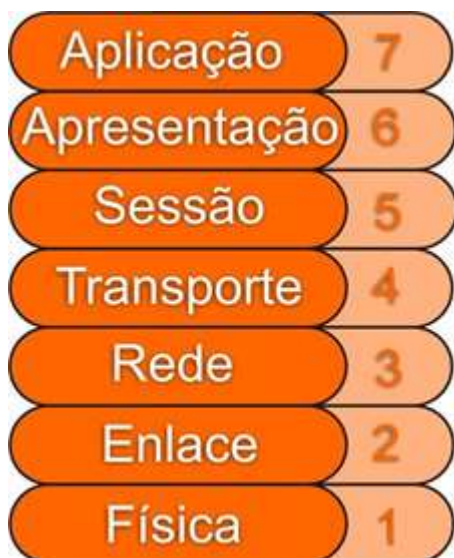 Aplicação 7
Apresentação 6
Sessão 5
Transporte 4
Rede 3
Enlace 2
Física 1